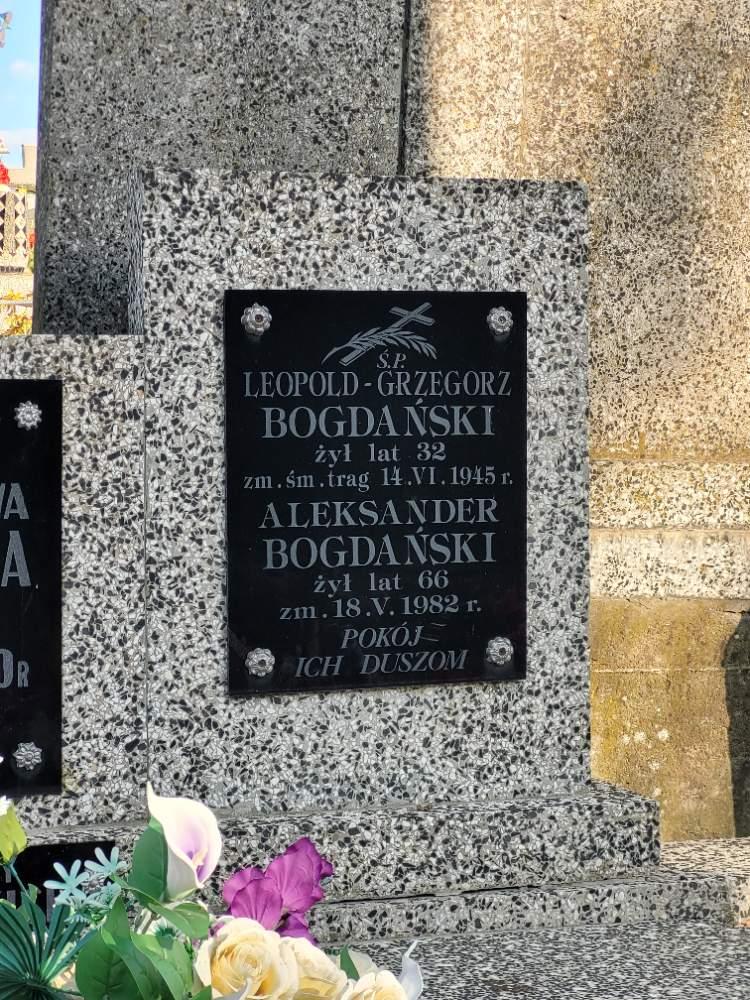 Ś.P.
LEOPOLD-GRZEGORZ
BOGDAŃSKI
żył lat 32
zm. śm. trag 14. VI. 1945 r.
ALEKSANDER
BOGDAŃSKI
żył lat 66
zm. 18. V. 1982 r.
POKÓJ
ICH DUSZOM